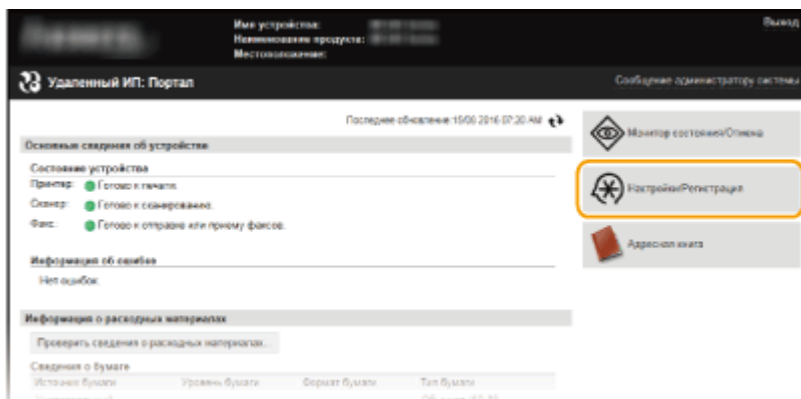 Имя устройства:
Наименование продукта:
Местоположение:
Выход
Удаленный ИП: Портал
Сообщение администратору системы
Последнее обновление:15/09 2016 07:20 AM
Основные сведения об устройстве
Состояние устройства
Принтер: Готово к печати.
Сканер: Готово к сканированию.
Факс: Готово к отправке или приему факсов.
Информация об ошибке
Нет ошибок.
Информация о расходных материалах
Проверить сведения о расходных материалах...
Сведения о бумаге
Источник бумаги Уровень бумаги Формат бумаги Тип бумаги
Монитор состояния/Отмена
Настройки/Регистрация
Адресная книга